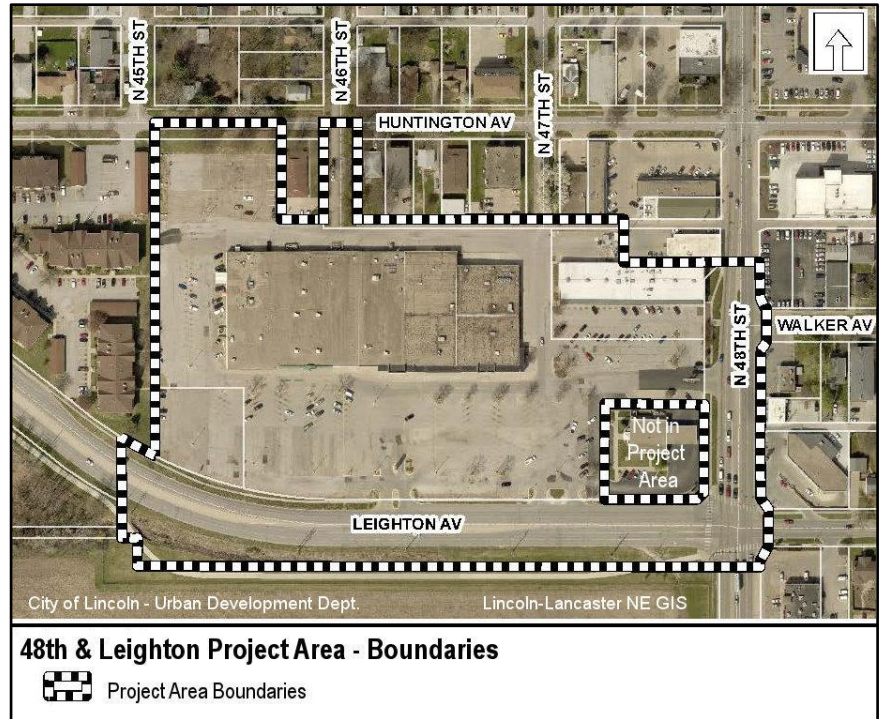 N 45TH ST
N 46TH ST
HUNTINGTON AV
N 47TH ST
WALKER AV
N 48TH ST
Not in
Project
Area
LEIGHTON AV
City of Lincoln - Urban Development Dept.
Lincoln-Lancaster NE GIS
48th & Leighton Project Area - Boundaries
Project Area Boundaries